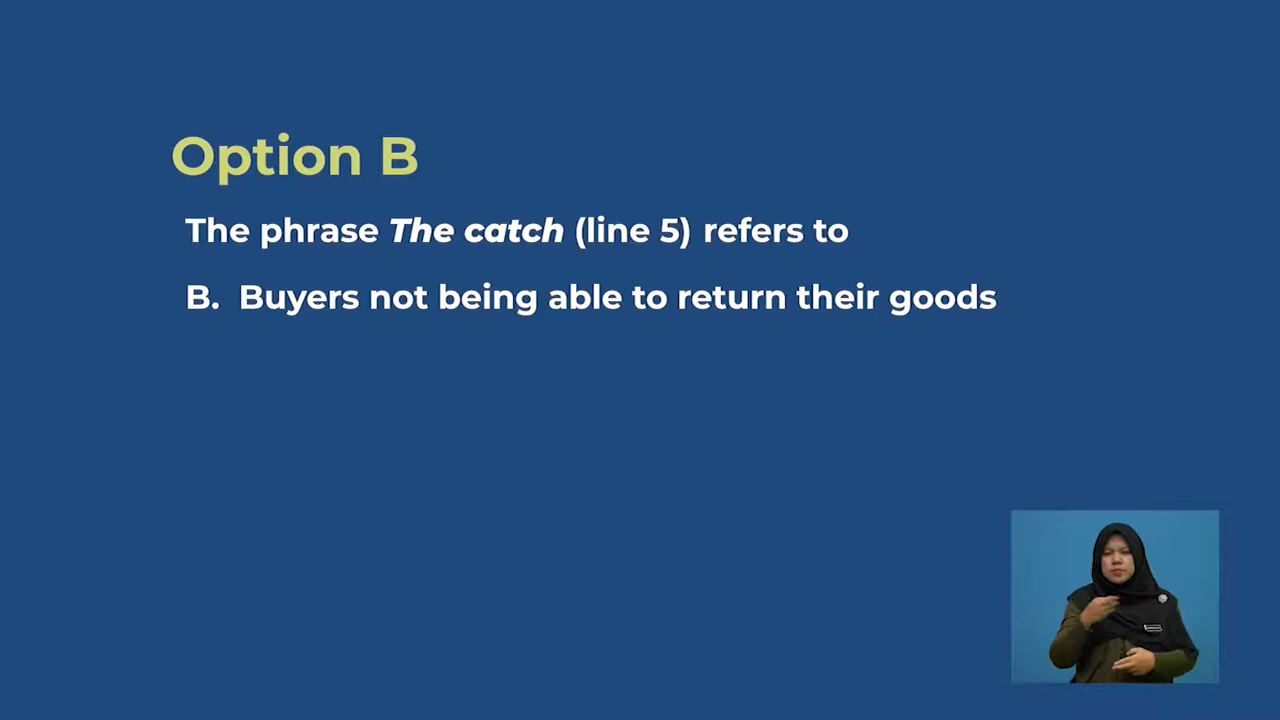 Option B
The phrase The catch (line 5) refers to
B. Buyers not being able to return their goods